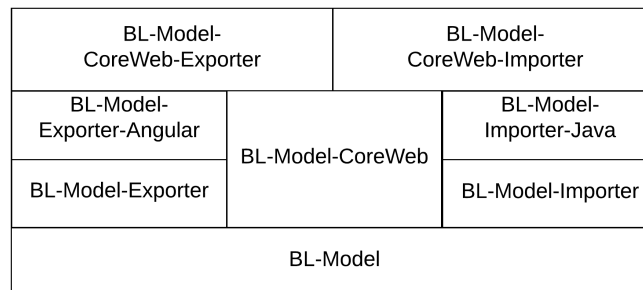 BL-Model-
CoreWeb-Exporter
BL-Model-
CoreWeb-Importer
BL-Model-
Exporter-Angular
BL-Model-CoreWeb
BL-Model-
Importer-Java
BL-Model-Exporter
BL-Model-Importer
BL-Model